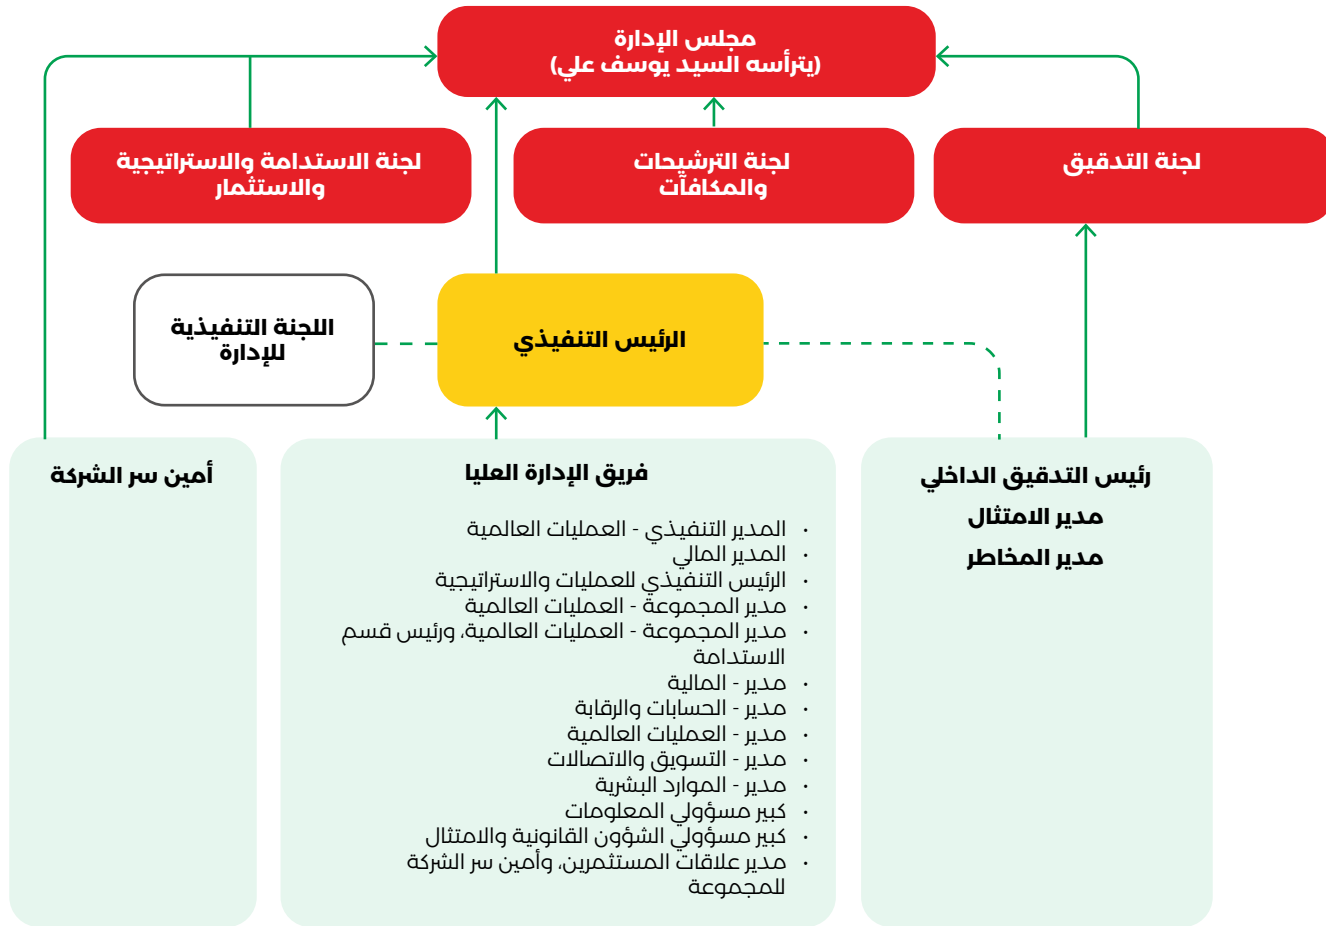 مجلس الإدارة
(يترأسه السيد يوسف علي)
لجنة التدقيق
لجنة الترشيحات
والمكافآت
لجنة الاستدامة والاستراتيجية
والاستثمار
الرئيس التنفيذي
اللجنة التنفيذية
للإدارة
رئيس التدقيق الداخلي
مدير الامتثال
مدير المخاطر
فريق الإدارة العليا
· المدير التنفيذي - العمليات العالمية
· المدير المالي
· الرئيس التنفيذي للعمليات والاستراتيجية
· مدير المجموعة - العمليات العالمية
· مدير المجموعة - العمليات العالمية، ورئيس قسم
الاستدامة
· مدير - المالية
· مدير - الحسابات والرقابة
· مدير - العمليات العالمية
· مدير - التسويق والاتصالات
· مدير - الموارد البشرية
· كبير مسؤولي المعلومات
· كبير مسؤولي الشؤون القانونية والامتثال
· مدير علاقات المستثمرين، وأمين سر الشركة
للمجموعة
أمين سر الشركة